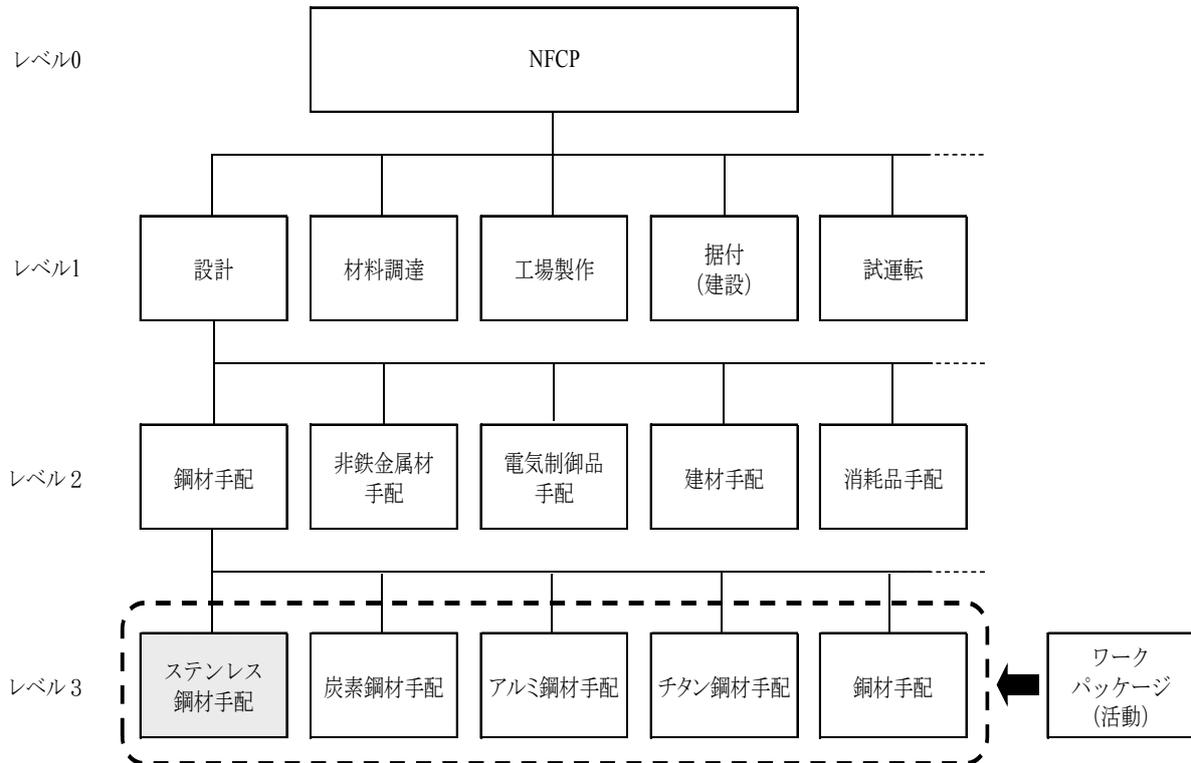 レベル0
NFCP
レベル1
設計
材料調達
工場製作
据付
(建設)
試運転
レベル2
鋼材手配
非鉄金属材
手配
電気制御品
手配
建材手配
消耗品手配
レベル3
ステンレス
鋼材手配
炭素鋼材手配
アルミ鋼材手配
チタン鋼材手配
銅材手配
ワーク
パッケージ
(活動)